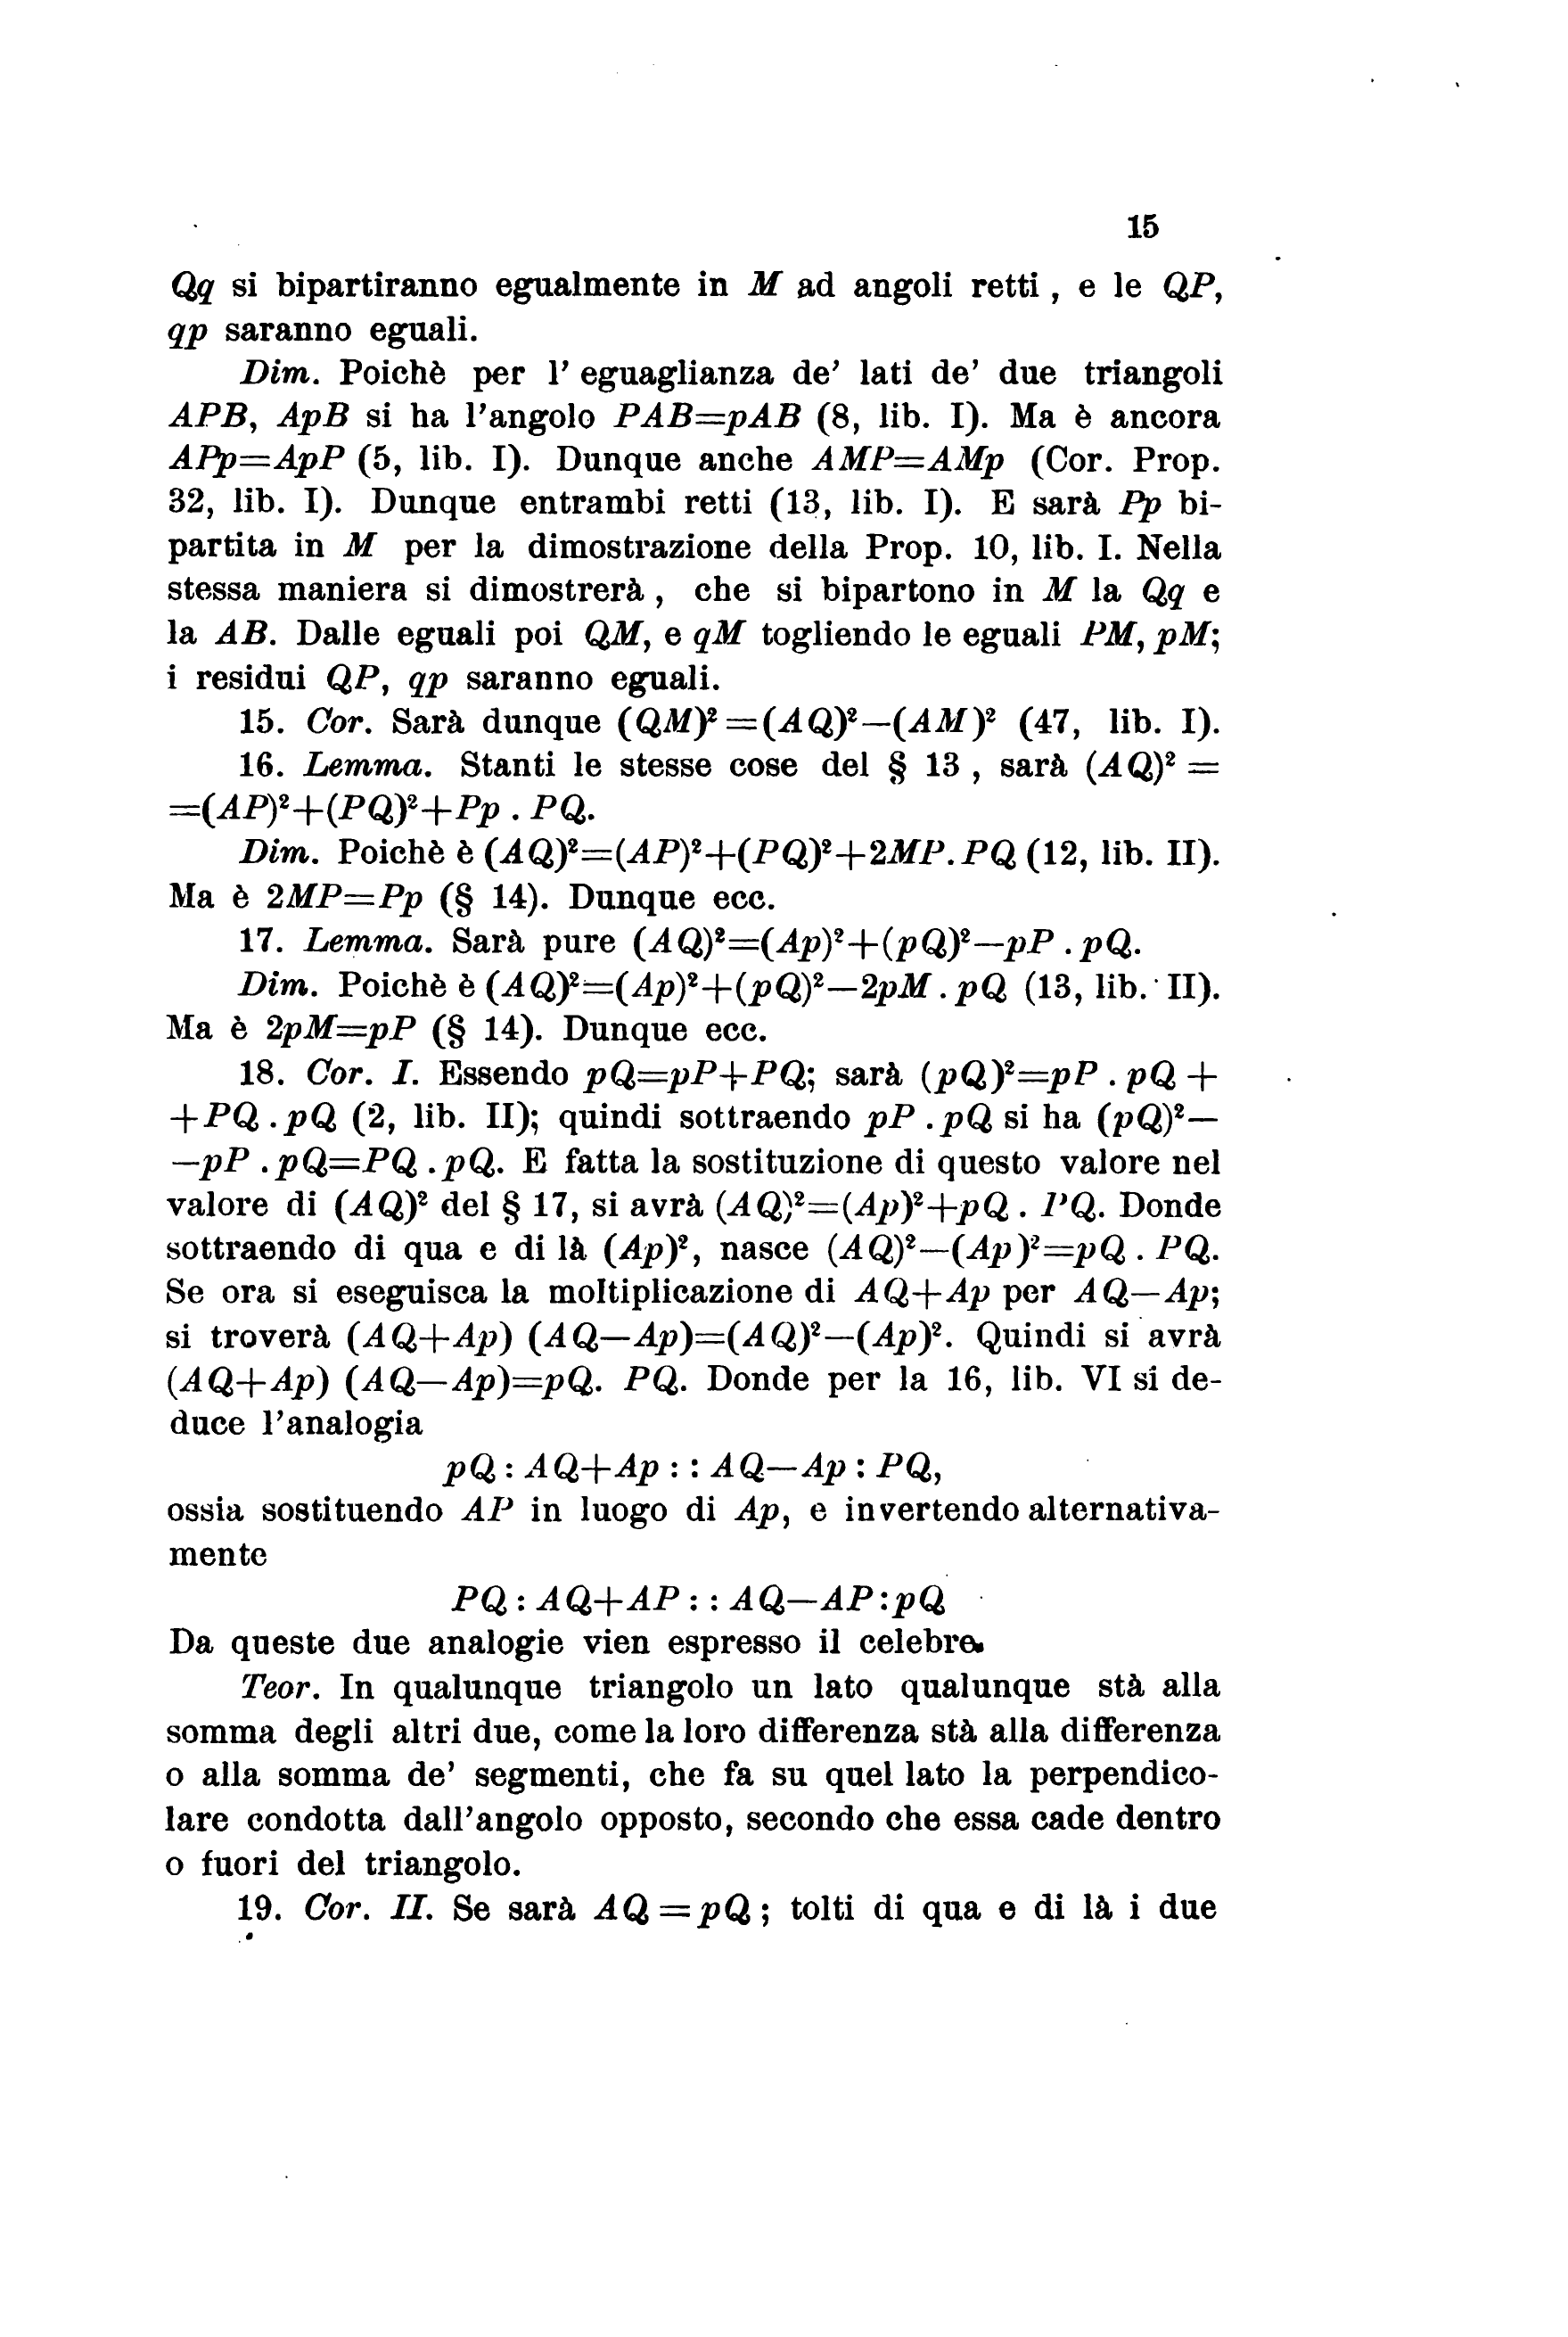 15
Qq si bipartiranno egualmente in M ad angoli retti, e le QP,
qp saranno eguali.
Dim. Poichè per l' eguaglianza de' lati de' due triangoli
APB, ApB si ha l'angolo PAB=pAB (8, lib. I). Ma è ancora
APp=ApP (5, lib. I). Dunque anche AMP=AMp (Cor. Prop.
32, lib. I). Dunque entrambi retti (13, lib. I). E sarà Pp bi-
partita in M per la dimostrazione della Prop. 10, lib. I. Nella
stessa maniera si dimostrerà, che si bipartono in M la Qq e
la AB. Dalle eguali poi QM, e qM togliendo le eguali PM, pM;
i residui QP, qp saranno eguali.
15. Cor. Sarà dunque (QM)²=(AQ)²—(AM)² (47, lib. I).
16. Lemma. Stanti le stesse cose del § 13, sarà (AQ)² =
=(AP)²+(PQ)²+Pp . PQ.
Dim. Poichè è (AQ)²=(AP)²+(PQ)²+2MP. PQ (12, lib. II).
Ma è 2MP=Pp (§ 14). Dunque ecc.
17. Lemma. Sarà pure (AQ)²=(Ap)²+(pQ)²—pP . pQ.
Dim. Poichè è (AQ)²=(Ap)²+(pQ)²—2pM . pQ (13, lib. II).
Ma è 2pM=pP (§ 14). Dunque ecc.
18. Cor. I. Essendo pQ=pP+PQ; sarà (pQ)²=pP . pQ +
+PQ . pQ (2, lib. II); quindi sottraendo pP . pQ si ha (pQ)²—
—pP . pQ=PQ . pQ. E fatta la sostituzione di questo valore nel
valore di (AQ)² del § 17, si avrà (AQ)²=(Ap)²+pQ . PQ. Donde
sottraendo di qua e di là (Ap)², nasce (AQ)²—(Ap)²=pQ . PQ.
Se ora si eseguisca la moltiplicazione di AQ+Ap per AQ—Ap;
si troverà (AQ+Ap) (AQ—Ap)=(AQ)²—(Ap)². Quindi si avrà
(AQ+Ap) (AQ—Ap)=pQ. PQ. Donde per la 16, lib. VI si de-
duce l'analogia
pQ : AQ+Ap : : AQ—Ap : PQ,
ossia sostituendo AP in luogo di Ap, e invertendo alternativa-
mente
PQ : AQ+AP : : AQ—AP : pQ
Da queste due analogie vien espresso il celebre
Teor. In qualunque triangolo un lato qualunque stà alla
somma degli altri due, come la loro differenza stà alla differenza
o alla somma de' segmenti, che fa su quel lato la perpendico-
lare condotta dall'angolo opposto, secondo che essa cade dentro
o fuori del triangolo.
19. Cor. II. Se sarà AQ = pQ ; tolti di qua e di là i due